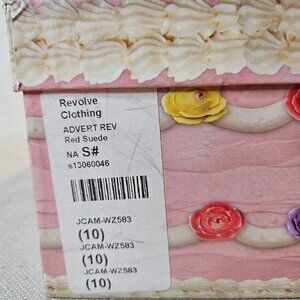 Revolve
Clothing
ADVERT REV
Red Suede
NA S#
s13060046
JCAM-WZ583
(10)
JCAM-WZ583
(10)
JCAM-WZ583
(10)